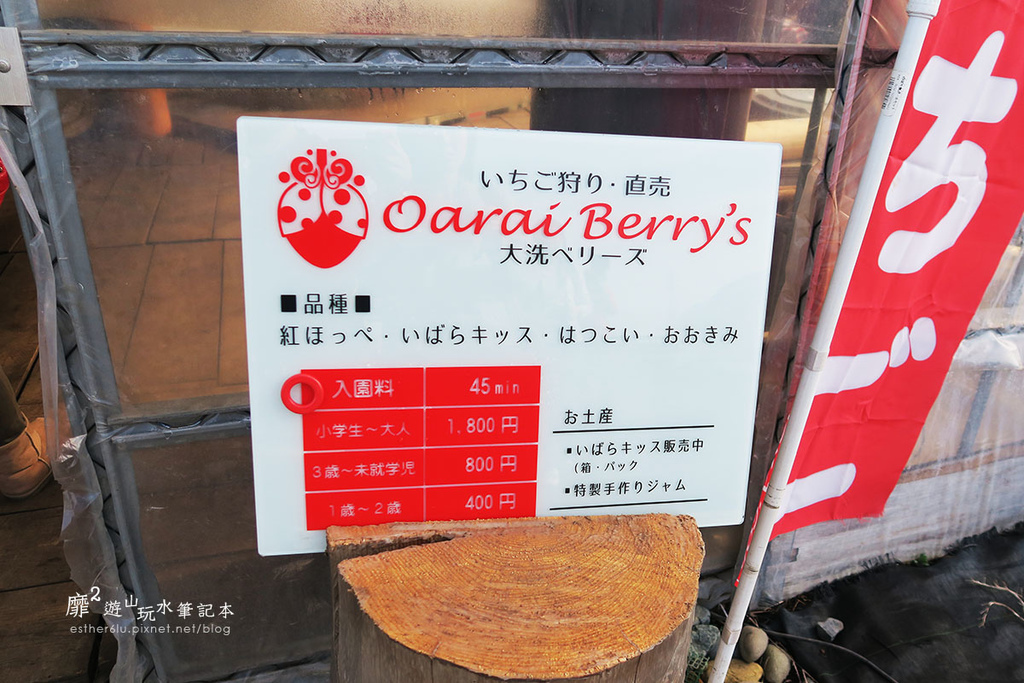 いちご狩り・直売
Oarai Berry's
大洗ベリーズ
■品種■
紅ほっぺ・いばらキッス・はつこい・おおきみ
入園料 45min
小学生～大人 1,800円
3歳～未就学児 800円
1歳～2歳 400円
お土産
▪いばらキッス販売中
(箱・パック
▪特製手作りジャム
ちご
靡²遊山玩水筆記本
esther61u.pixnet.net/blog